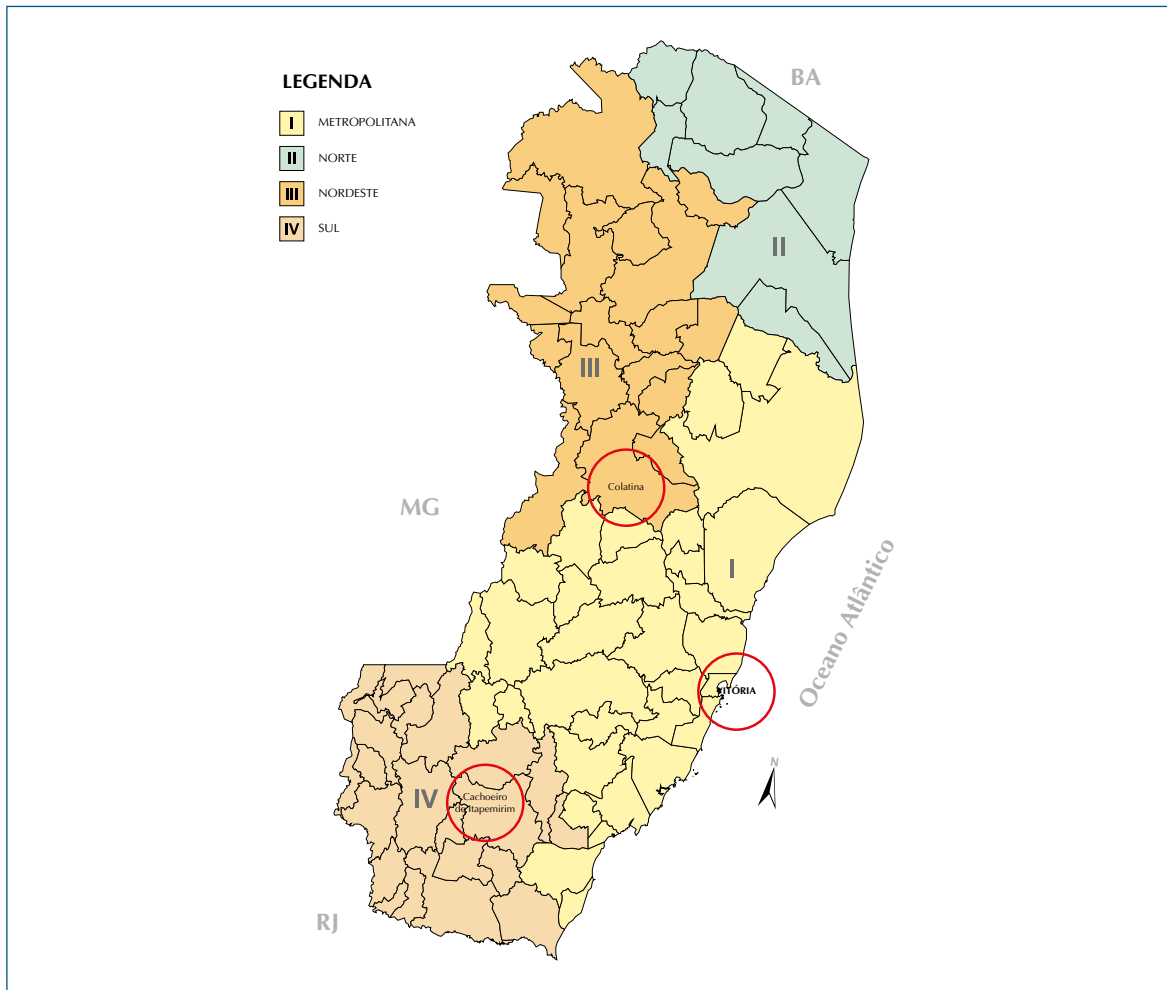 BA
LEGENDA
I METROPOLITANA
II NORTE
III NORDESTE
IV SUL
II
III
Colatina
MG
I
Oceano Atlântico
VITÓRIA
N
IV
Cachoeiro
de Itapemirim
RJ